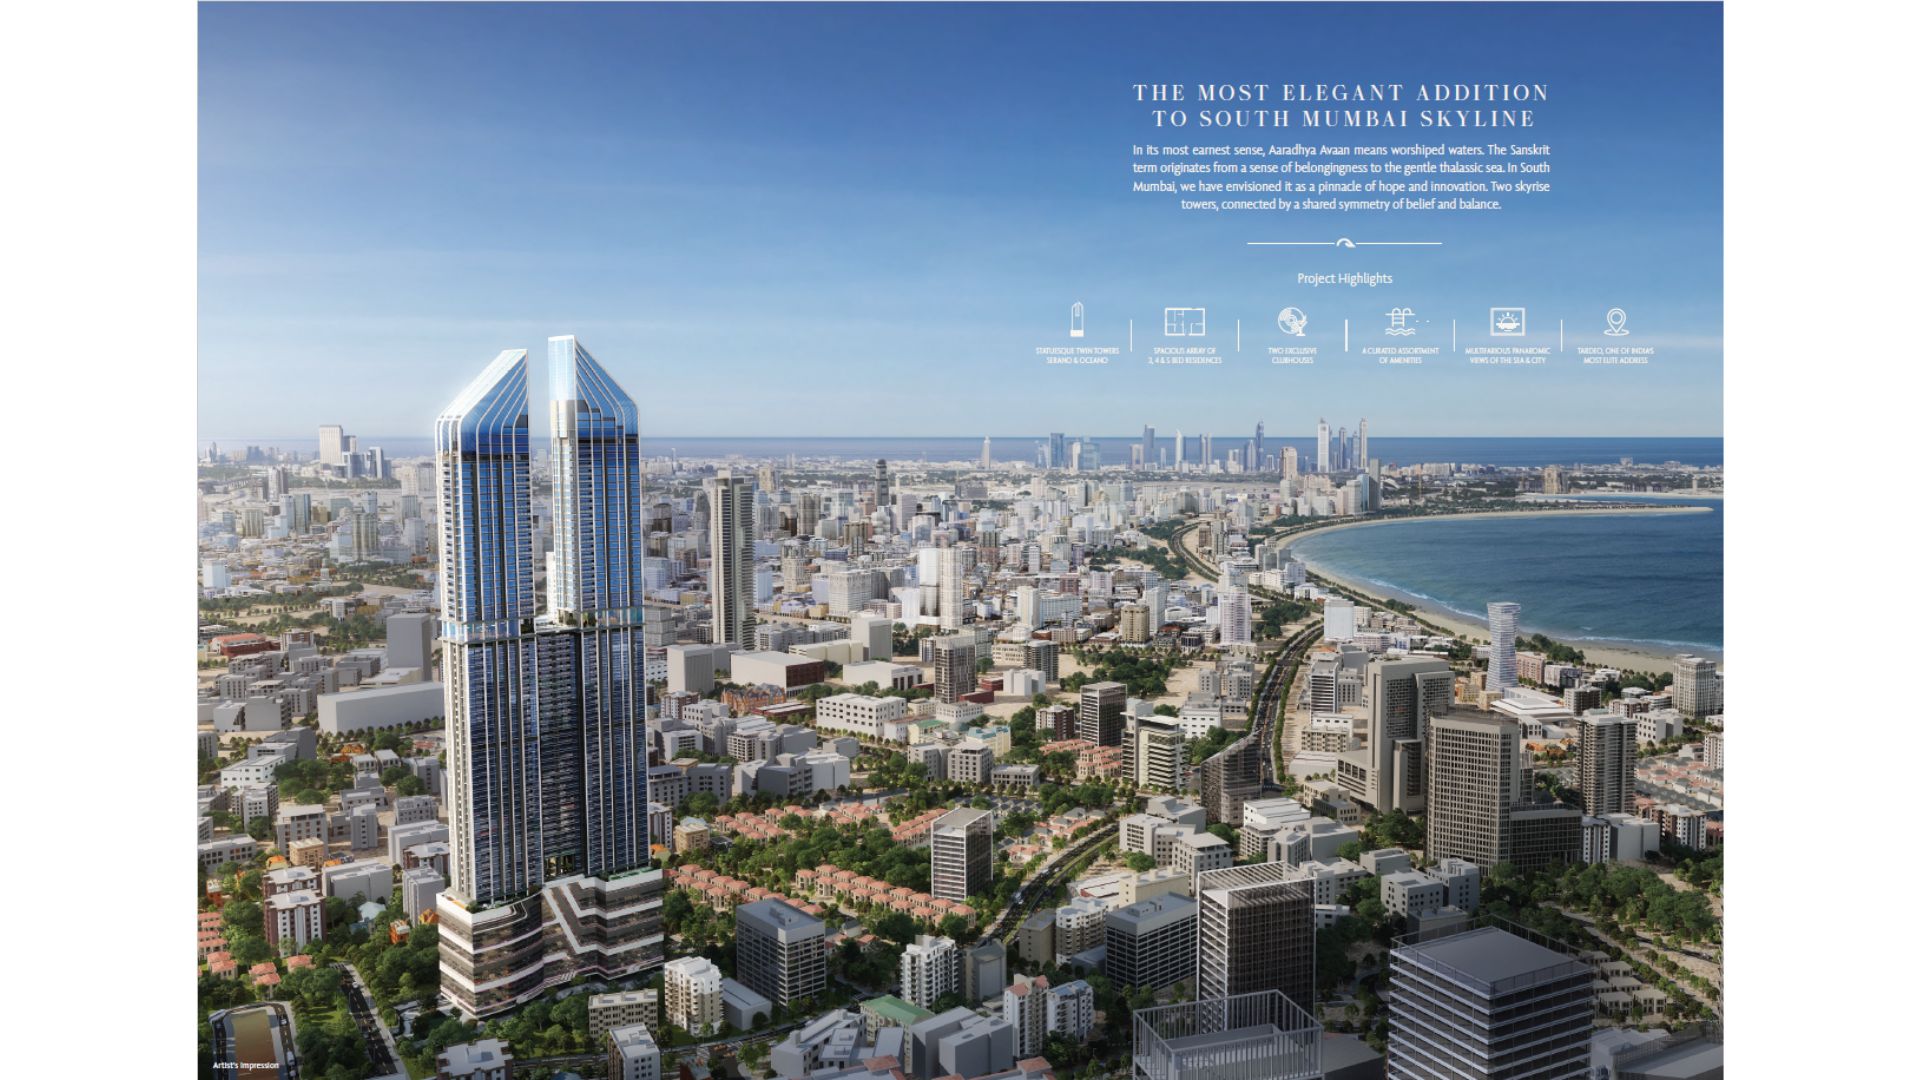 THE MOST ELEGANT ADDITION
TO SOUTH MUMBAI SKYLINE
In its most earnest sense, Aaradhya Avaan means worshiped waters. The Sanskrit
term originates from a sense of belongingness to the gentle thalassic sea. In South
Mumbai, we have envisioned it as a pinnacle of hope and innovation. Two skyrise
towers, connected by a shared symmetry of belief and balance.
Project Highlights
STATUESQUE TWIN TOWERS
SERANO & OCEANO
SPACIOUS ARRAY OF
3, 4 & 5 BED RESIDENCES
TWO EXCLUSIVE
CLUBHOUSES
A CURATED ASSORTMENT
OF AMENITIES
MULTIFARIOUS PANAROMIC
VIEWS OF THE SEA & CITY
TARDEO, ONE OF INDIA'S
MOST ELITE ADDRESS
Artist's Impression